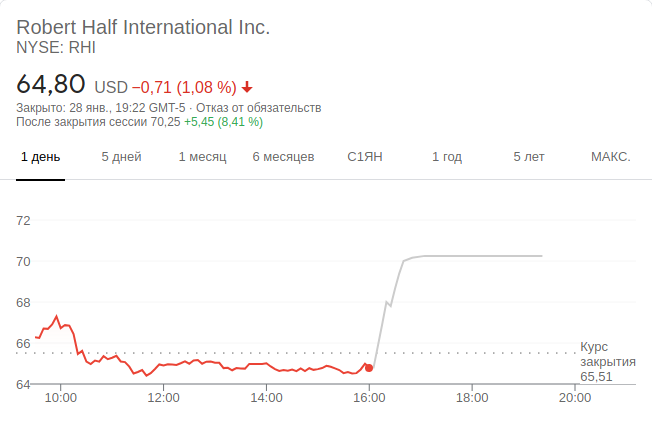 Robert Half International Inc.
NYSE: RHI
64,80 USD −0,71 (1,08 %)
Закрыто: 28 янв., 19:22 GMT-5 · Отказ от обязательств
После закрытия сессии 70,25 +5,45 (8,41 %)
1 день 5 дней 1 месяц 6 месяцев С1ЯН 1 год 5 лет МАКС.
72
70
68
66
Курс
закрытия
65,51
64
10:00 12:00 14:00 16:00 18:00 20:00